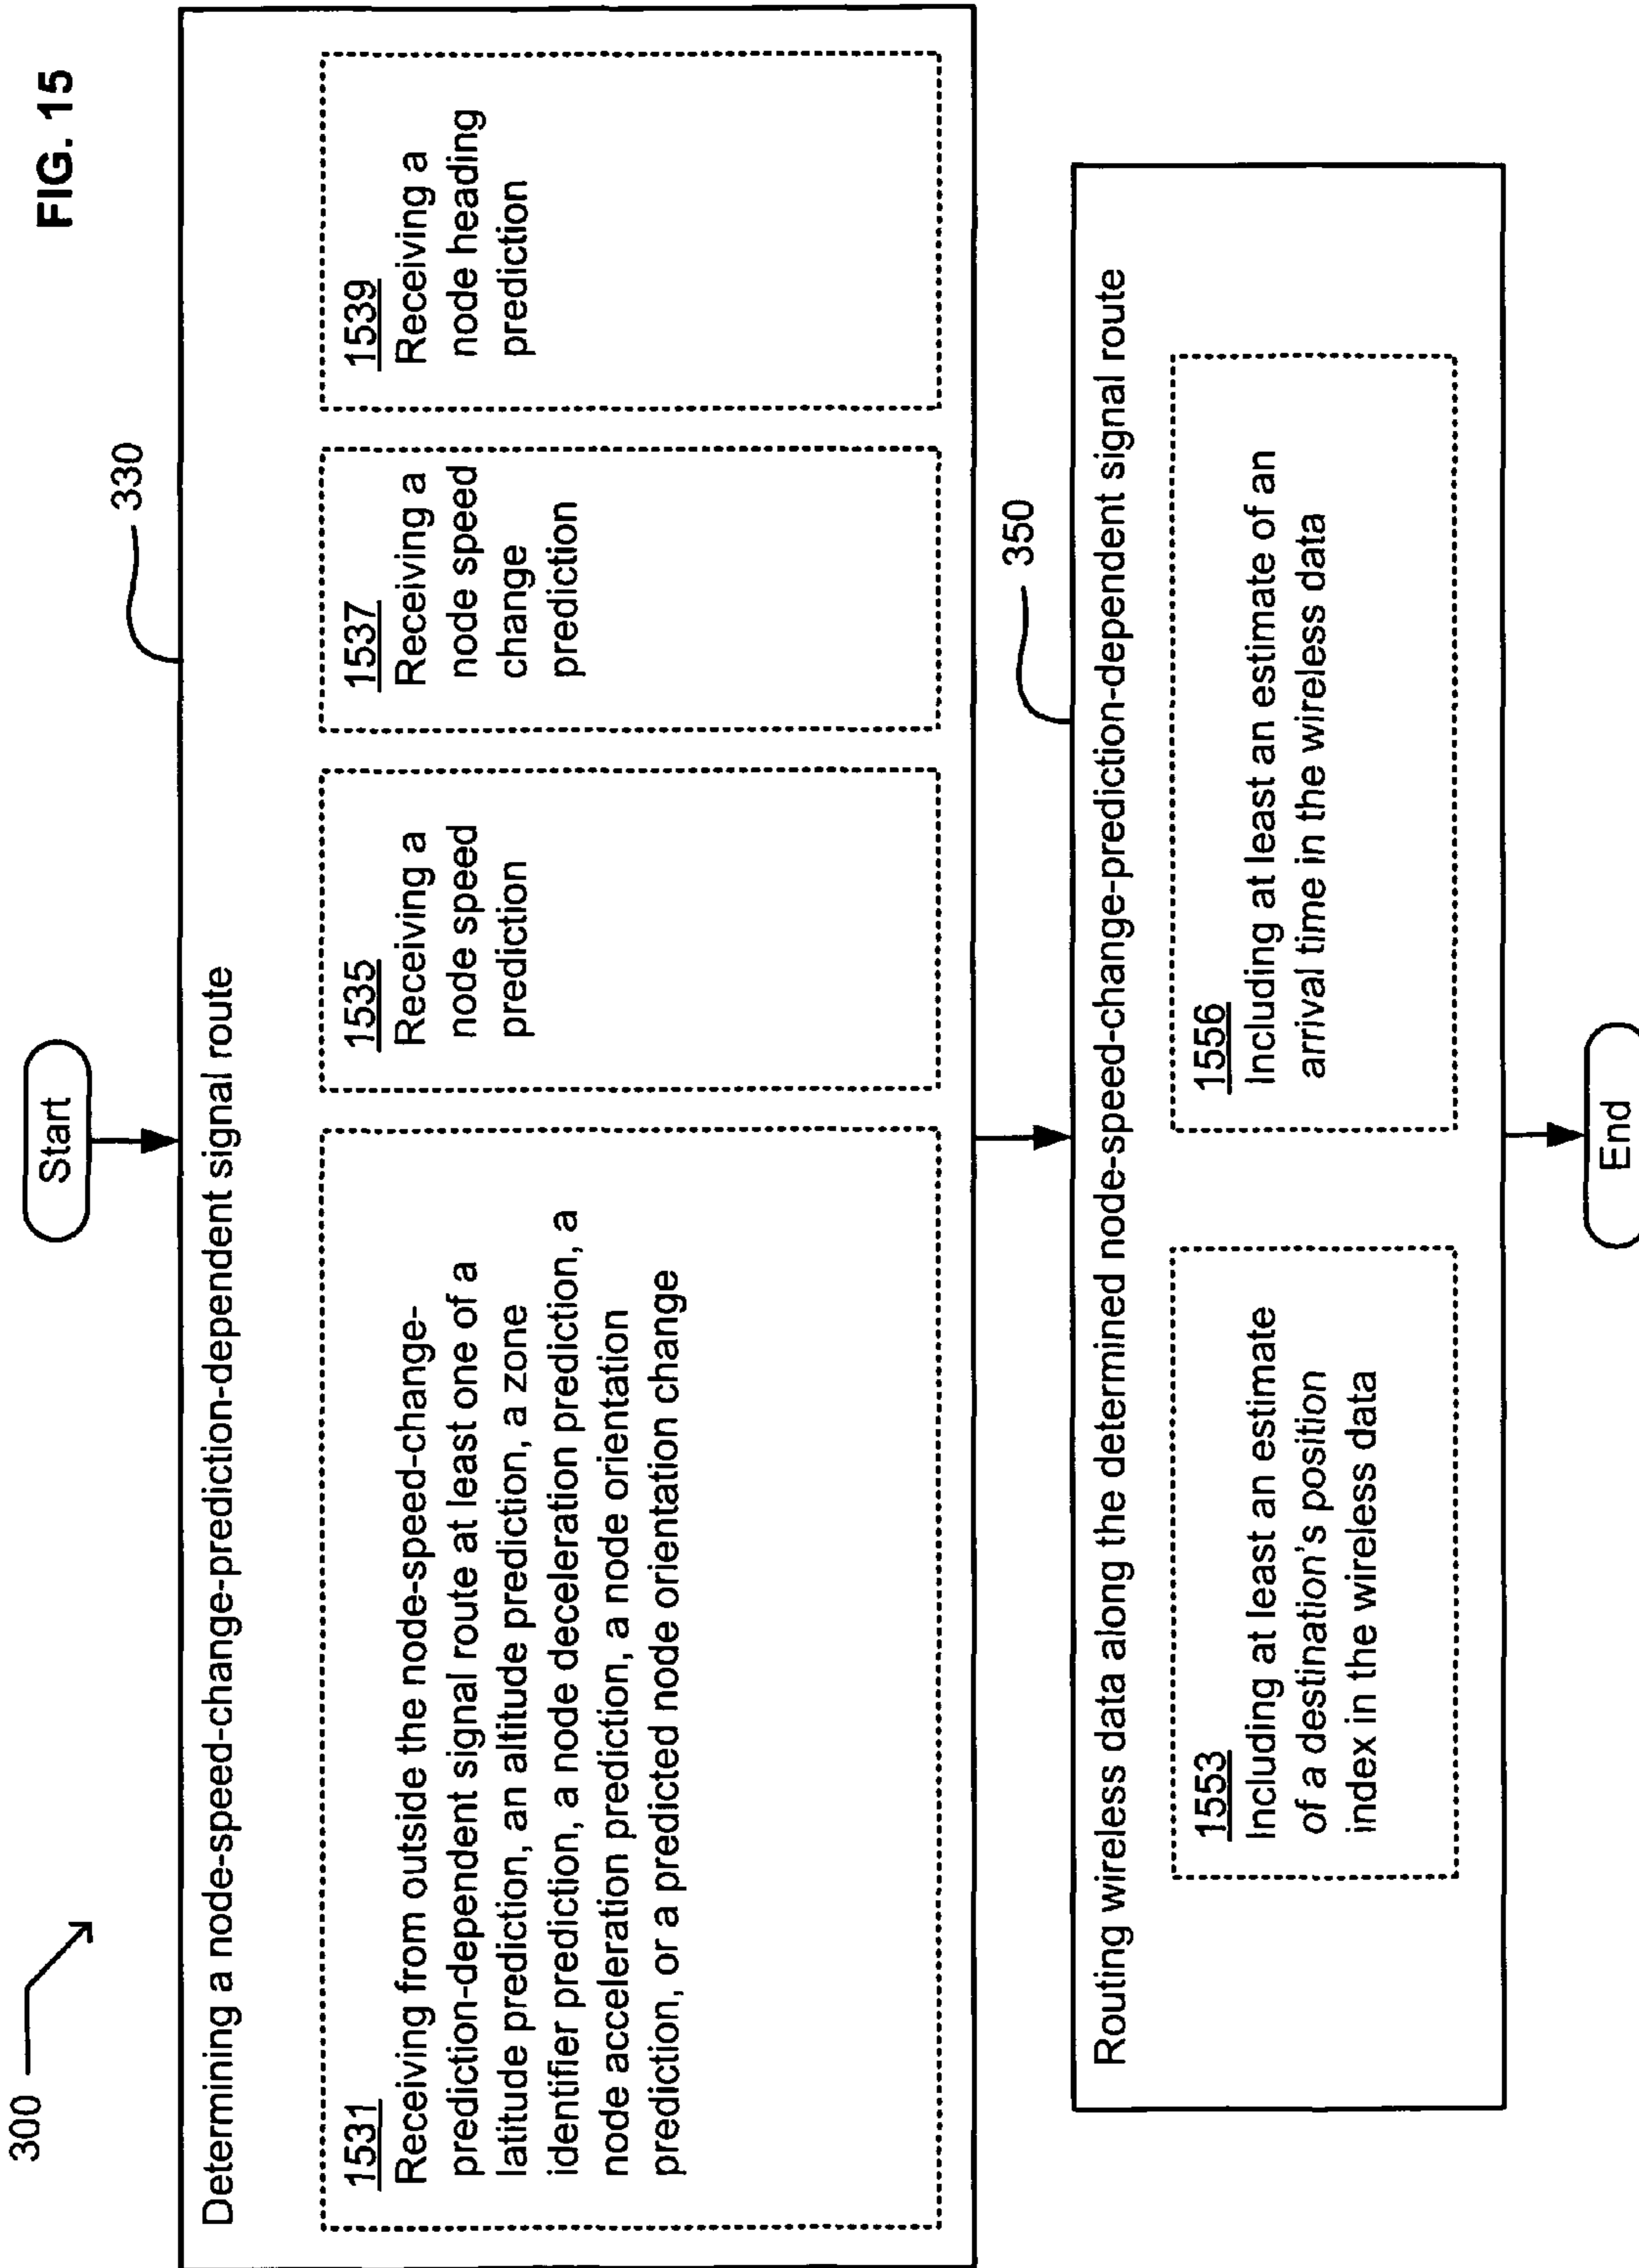 FIG. 15
300
Start
330
Determining a node-speed-change-prediction-dependent signal route
1531
Receiving from outside the node-speed-change-
prediction-dependent signal route at least one of a
latitude prediction, an altitude prediction, a zone
identifier prediction, a node deceleration prediction, a
node acceleration prediction, a node orientation
prediction, or a predicted node orientation change
1535
Receiving a
node speed
prediction
1537
Receiving a
node speed
change
prediction
1539
Receiving a
node heading
prediction
350
Routing wireless data along the determined node-speed-change-prediction-dependent signal route
1553
Including at least an estimate
of a destination's position
index in the wireless data
1556
Including at least an estimate of an
arrival time in the wireless data
End